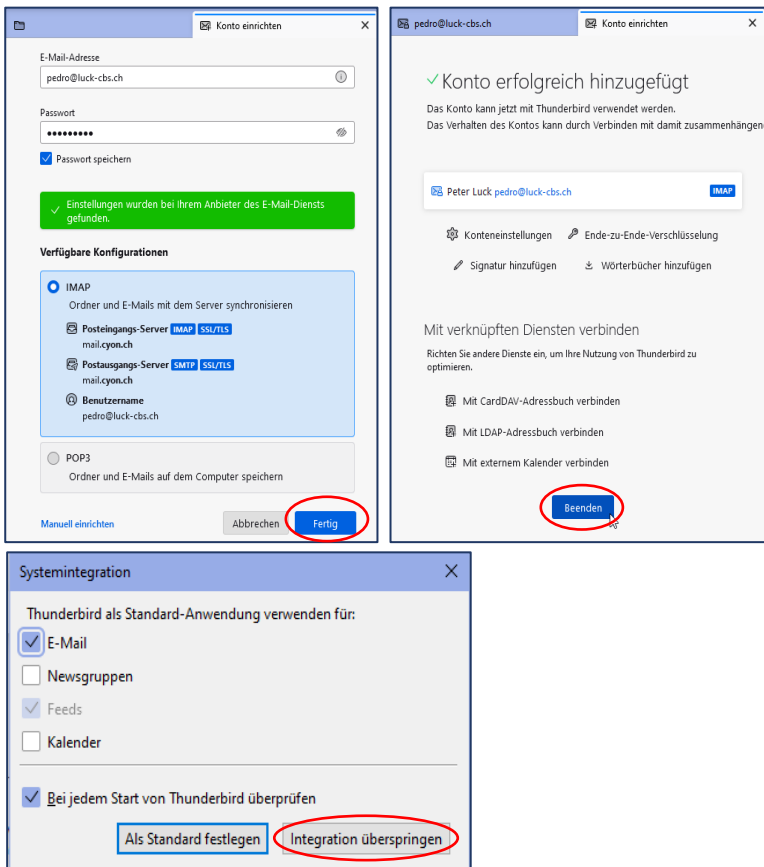 Konto einrichten
E-Mail-Adresse
pedro@luck-cbs.ch
Passwort
•••••••••
Passwort speichern
Einstellungen wurden bei Ihrem Anbieter des E-Mail-Diensts
gefunden.
Verfügbare Konfigurationen
IMAP
Ordner und E-Mails mit dem Server synchronisieren
Posteingangs-Server IMAP SSL/TLS
mail.cyon.ch
Postausgangs-Server SMTP SSL/TLS
mail.cyon.ch
Benutzername
pedro@luck-cbs.ch
POP3
Ordner und E-Mails auf dem Computer speichern
Manuell einrichten Abbrechen Fertig
pedro@luck-cbs.ch Konto einrichten
Konto erfolgreich hinzugefügt
Das Konto kann jetzt mit Thunderbird verwendet werden.
Das Verhalten des Kontos kann durch Verbinden mit damit zusammenhängen
Peter Luck pedro@luck-cbs.ch IMAP
Konteneinstellungen Ende-zu-Ende-Verschlüsselung
Signatur hinzufügen Wörterbücher hinzufügen
Mit verknüpften Diensten verbinden
Richten Sie andere Dienste ein, um Ihre Nutzung von Thunderbird zu
optimieren.
Mit CardDAV-Adressbuch verbinden
Mit LDAP-Adressbuch verbinden
Mit externem Kalender verbinden
Beenden
Systemintegration
Thunderbird als Standard-Anwendung verwenden für:
E-Mail
Newsgruppen
Feeds
Kalender
Bei jedem Start von Thunderbird überprüfen
Als Standard festlegen Integration überspringen